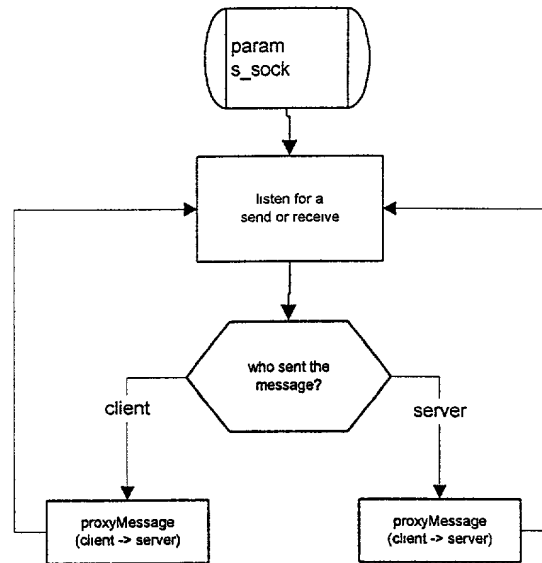 param
s_sock
listen for a
send or receive
who sent the
message?
client
server
proxyMessage
(client -> server)
proxyMessage
(client -> server)